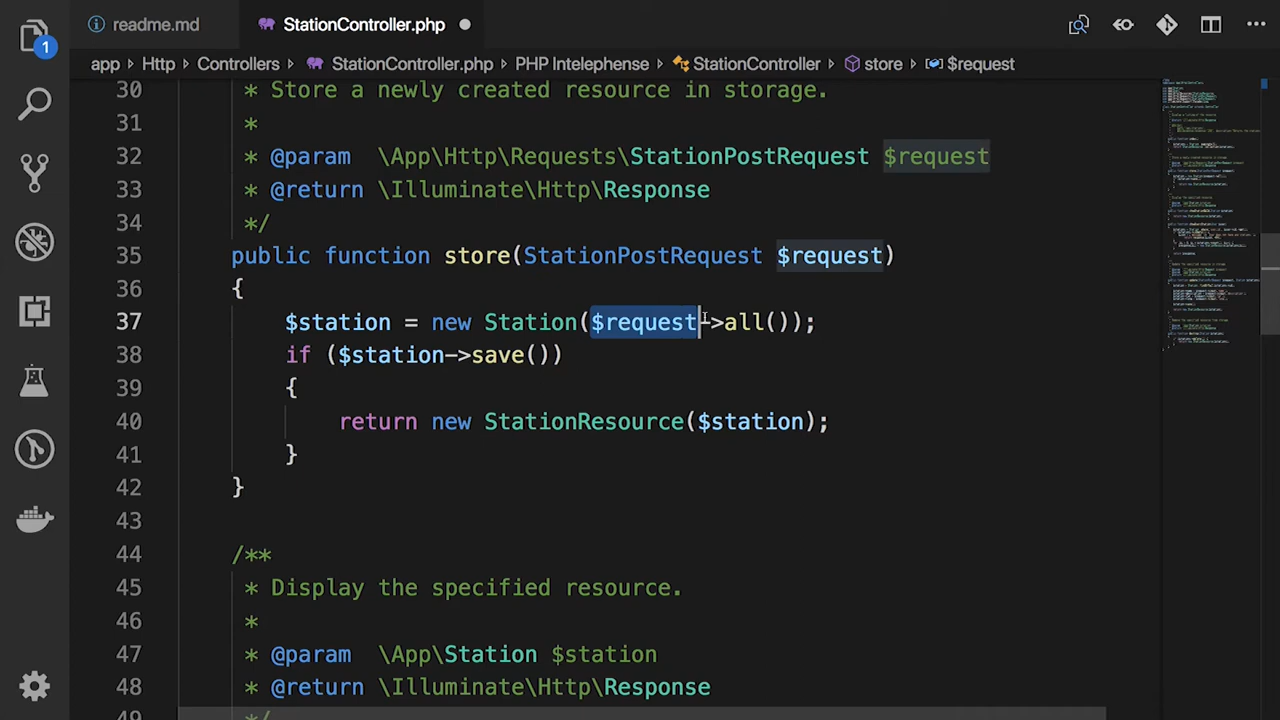 readme.md StationController.php
1
app Http Controllers StationController.php PHP Intelephense StationController store $request
30 * Store a newly created resource in storage.
31 *
32 * @param \App\Http\Requests\StationPostRequest $request
33 * @return \Illuminate\Http\Response
34 */
35 public function store(StationPostRequest $request)
36 {
37 $station = new Station($request->all());
38 if ($station->save())
39 {
40 return new StationResource($station);
41 }
42 }
43
44 /**
45 * Display the specified resource.
46 *
47 * @param \App\Station $station
48 * @return \Illuminate\Http\Response
49 */